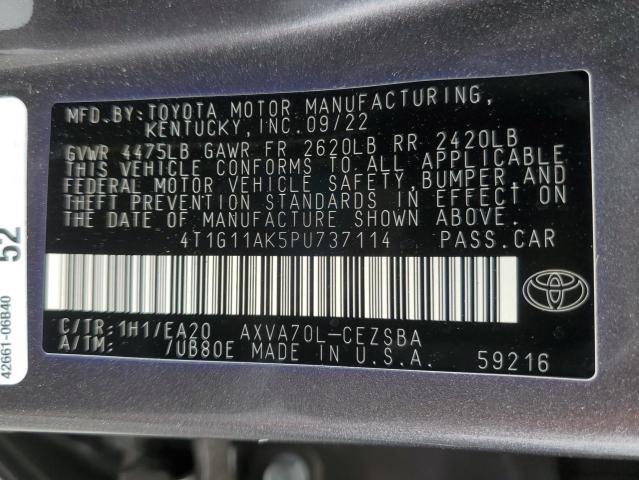 MFD.BY:TOYOTA MOTOR MANUFACTURING,
KENTUCKY,INC.09/22
GVWR 4475LB GAWR FR 2620LB RR 2420LB
THIS VEHICLE CONFORMS TO ALL APPLICABLE
FEDERAL MOTOR VEHICLE SAFETY,BUMPER,AND
THEFT PREVENTION STANDARDS IN EFFECT ON
THE DATE OF MANUFACTURE SHOWN ABOVE.
4T1G11AK5PU737114 PASS.CAR
C/TR:1H1/EA20 AXVA70L-CEZSBA
A/TM: 7UB80E MADE IN U.S.A. 59216
52
42661-06B40